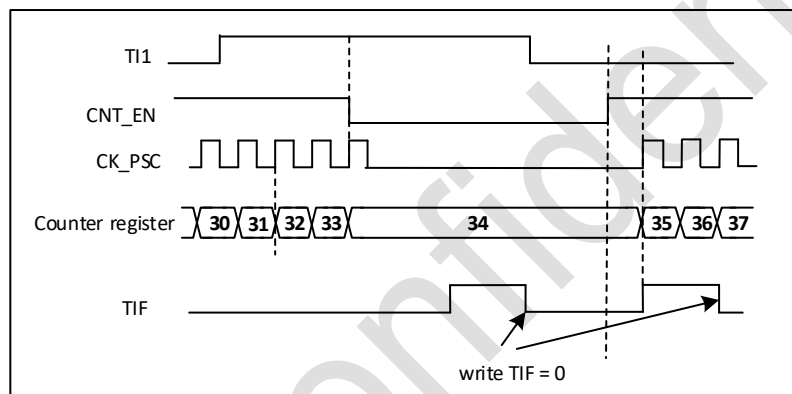 TI1
CNT_EN
CK_PSC
Counter register 30 31 32 33 34 35 36 37
TIF
write TIF = 0